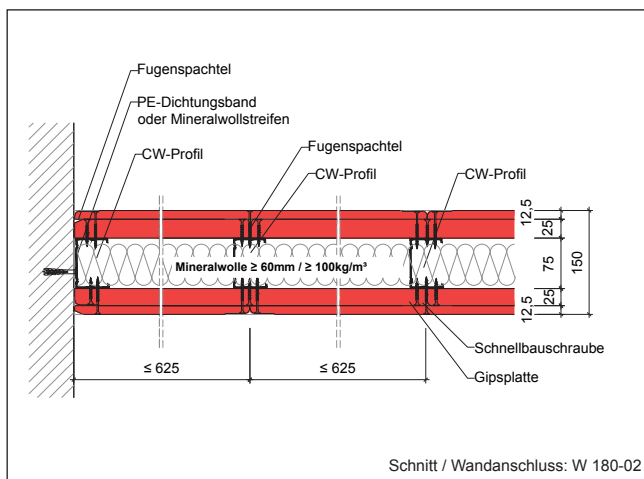 Fugenspachtel
PE-Dichtungsband
oder Mineralwollstreifen
CW-Profil
Fugenspachtel
CW-Profil
CW-Profil
Mineralwolle ≥ 60mm / ≥ 100kg/m³
12,5
25
75
150
25
12,5
≤ 625
≤ 625
Schnellbauschraube
Gipsplatte
Schnitt / Wandanschluss: W 180-02